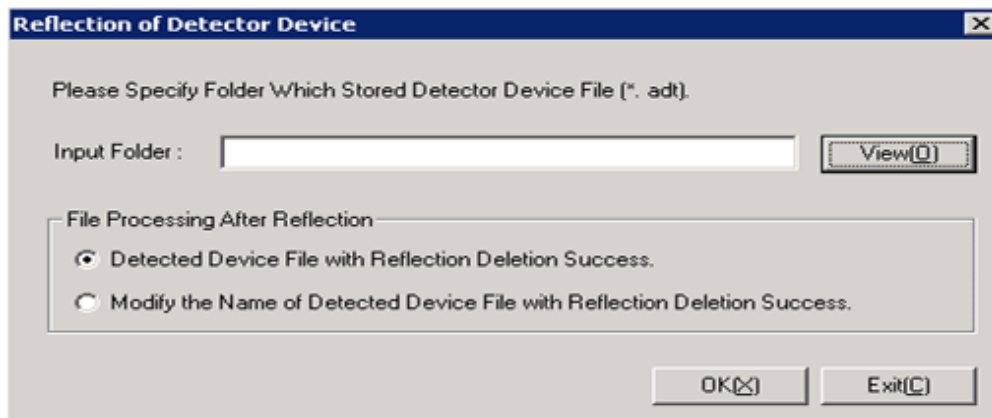 Reflection of Detector Device
Please Specify Folder Which Stored Detector Device File (*. adt).
Input Folder :
View(O)
File Processing After Reflection
Detected Device File with Reflection Deletion Success.
Modify the Name of Detected Device File with Reflection Deletion Success.
OK(X) Exit(C)